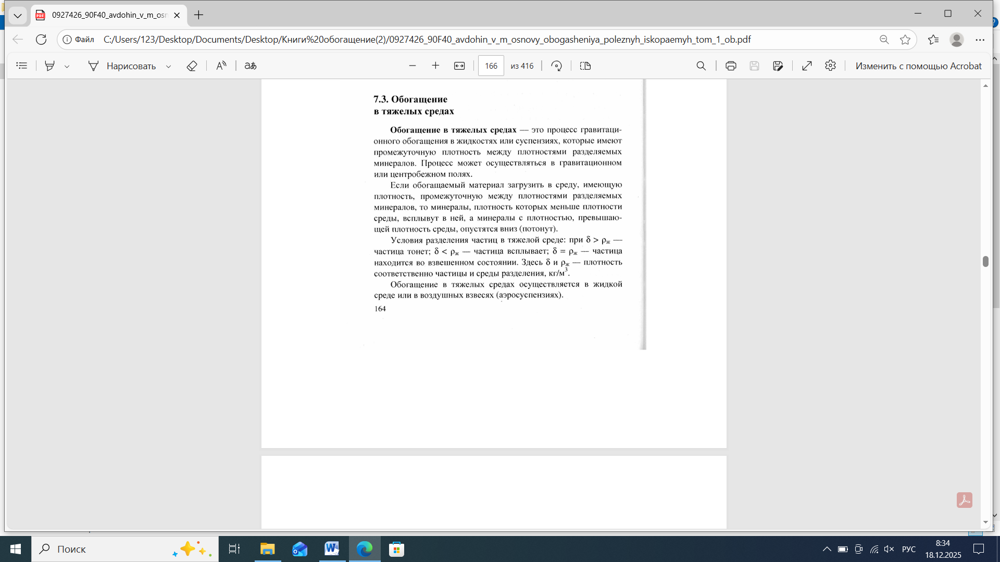 0927426_90F40_avdohin_v_m_osn
Файл
C:/Users/123/Desktop/Documents/Desktop/Книги%20обогащение(2)/0927426_90F40_avdohin_v_m_osnovy_obogasheniya_poleznyh_iskopaemyh_tom_1_ob.pdf
Нарисовать
аあ
166 из 416
Изменить с помощью Acrobat
7.3. Обогащение
в тяжелых средах
Обогащение в тяжелых средах — это процесс гравитаци-
онного обогащения в жидкостях или суспензиях, которые имеют
промежуточную плотность между плотностями разделяемых
минералов. Процесс может осуществляться в гравитационном
или центробежном полях.
Если обогащаемый материал загрузить в среду, имеющую
плотность, промежуточную между плотностями разделяемых
минералов, то минералы, плотность которых меньше плотности
среды, всплывут в ней, а минералы с плотностью, превышаю-
щей плотность среды, опустятся вниз (потонут).
Условия разделения частиц в тяжелой среде: при δ > ρж —
частица тонет; δ < ρж — частица всплывает; δ = ρж — частица
находится во взвешенном состоянии. Здесь δ и ρж — плотность
соответственно частицы и среды разделения, кг/м³.
Обогащение в тяжелых средах осуществляется в жидкой
среде или в воздушных взвесях (аэросуспензиях).
164
Поиск
РУС
8:34
18.12.2025